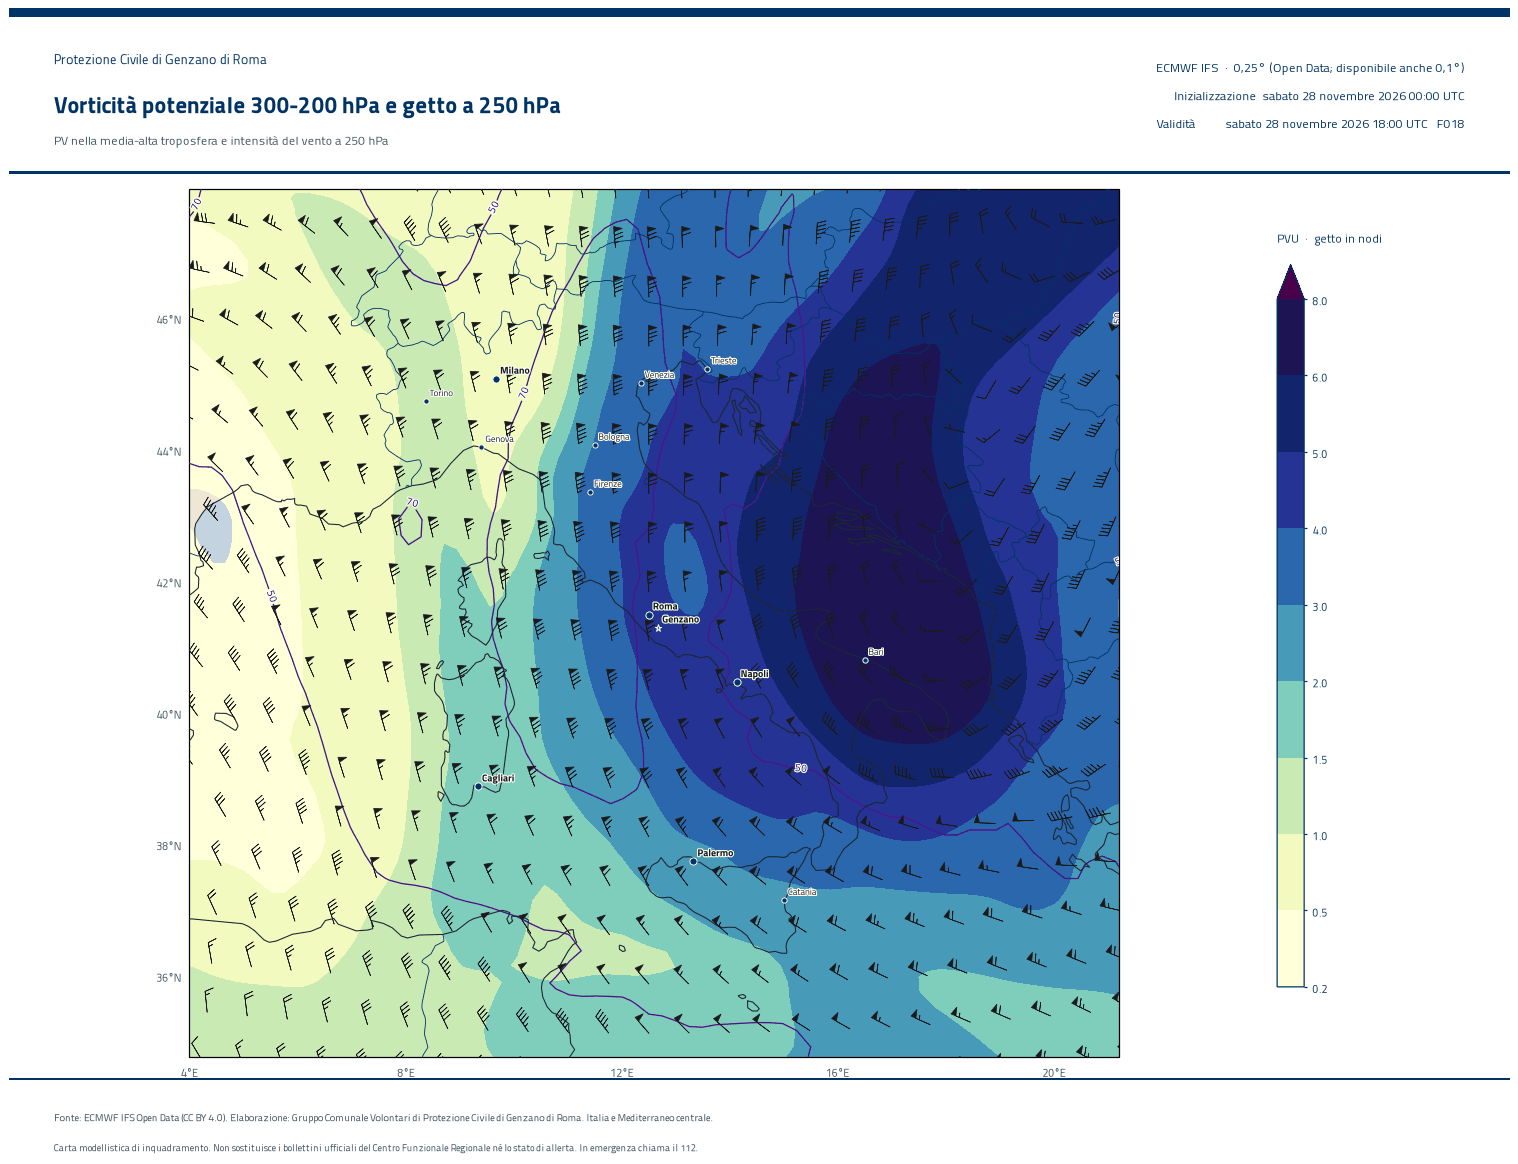 Protezione Civile di Genzano di Roma
Vorticità potenziale 300-200 hPa e getto a 250 hPa
PV nella media-alta troposfera e intensità del vento a 250 hPa
ECMWF IFS · 0,25° (Open Data; disponibile anche 0,1°)
Inizializzazione sabato 28 novembre 2026 00:00 UTC
Validità sabato 28 novembre 2026 18:00 UTC F018
PVU · getto in nodi
8.0
6.0
5.0
4.0
3.0
2.0
1.5
1.0
0.5
0.2
46°N
44°N
42°N
40°N
38°N
36°N
4°E
8°E
12°E
16°E
20°E
70
50
70
70
50
50
50
Milano
Torino
Genova
Venezia
Trieste
Bologna
Firenze
Roma
Genzano
Napoli
Bari
Cagliari
Palermo
Catania
Fonte: ECMWF IFS Open Data (CC BY 4.0). Elaborazione: Gruppo Comunale Volontari di Protezione Civile di Genzano di Roma. Italia e Mediterraneo centrale.
Carta modellistica di inquadramento. Non sostituisce i bollettini ufficiali del Centro Funzionale Regionale né lo stato di allerta. In emergenza chiama il 112.